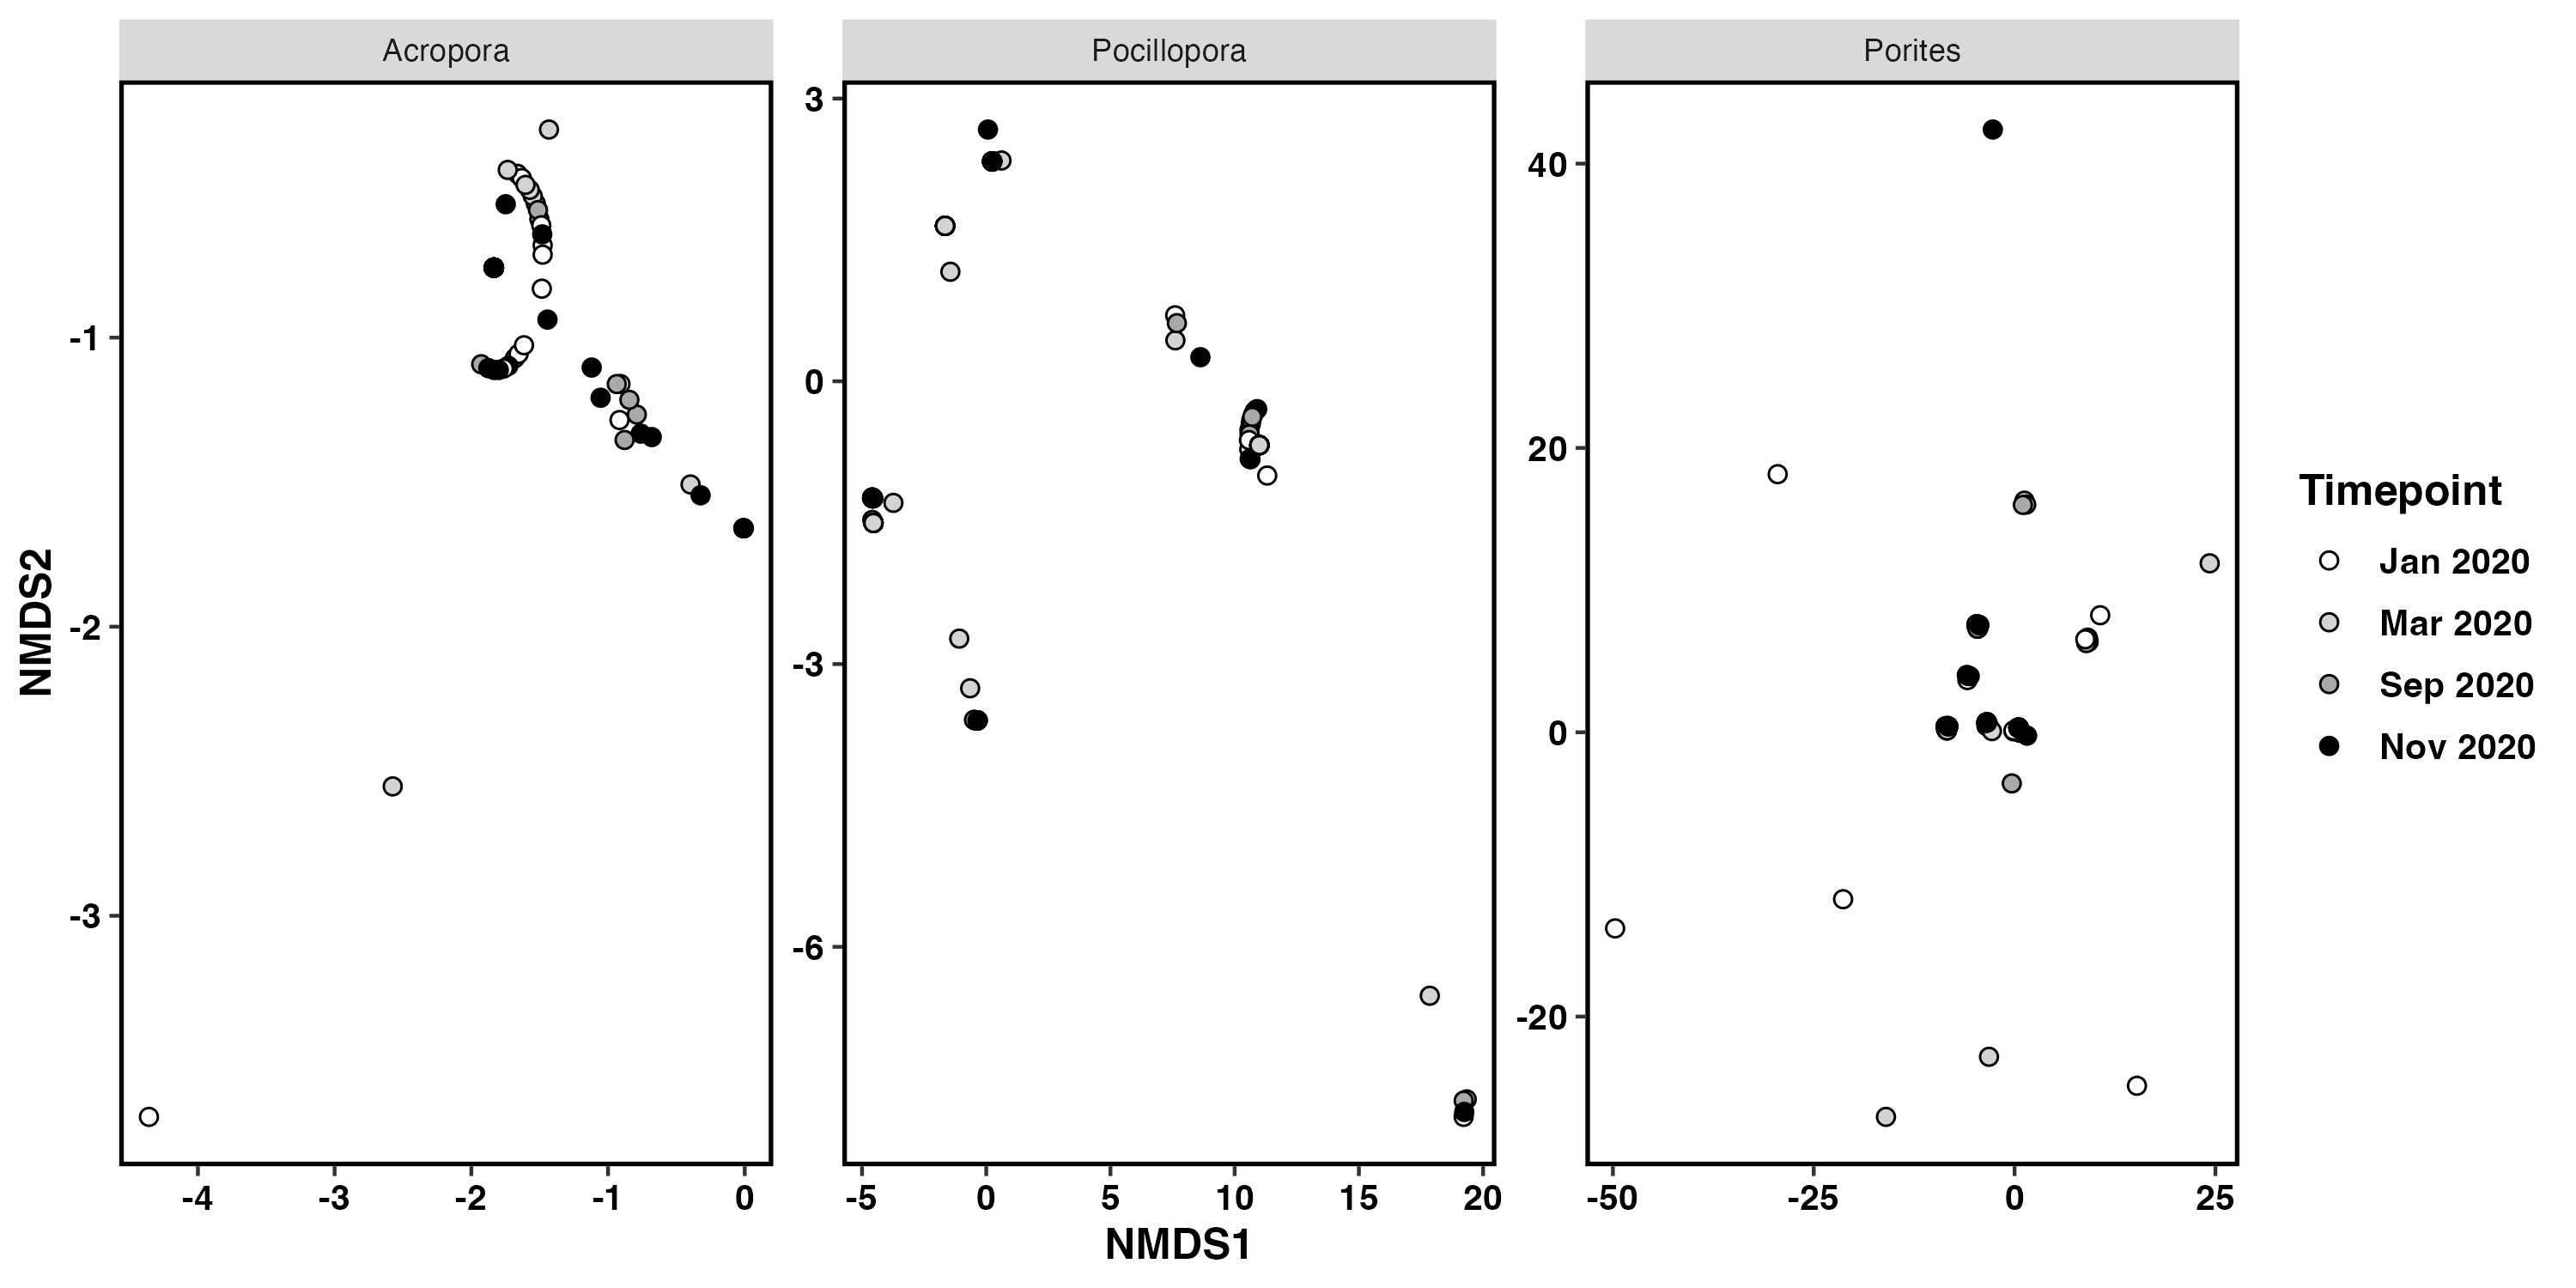 Acropora Pocillopora Porites
-1
-2
-3
3
0
-3
-6
40
20
0
-20
-4 -3 -2 -1 0
-5 0 5 10 15 20
-50 -25 0 25
NMDS2
NMDS1
Timepoint
Jan 2020
Mar 2020
Sep 2020
Nov 2020